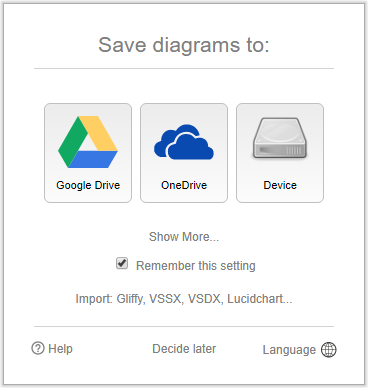 Save diagrams to:
Google Drive
OneDrive
Device
Show More...
Remember this setting
Import: Gliffy, VSSX, VSDX, Lucidchart...
Help
Decide later
Language